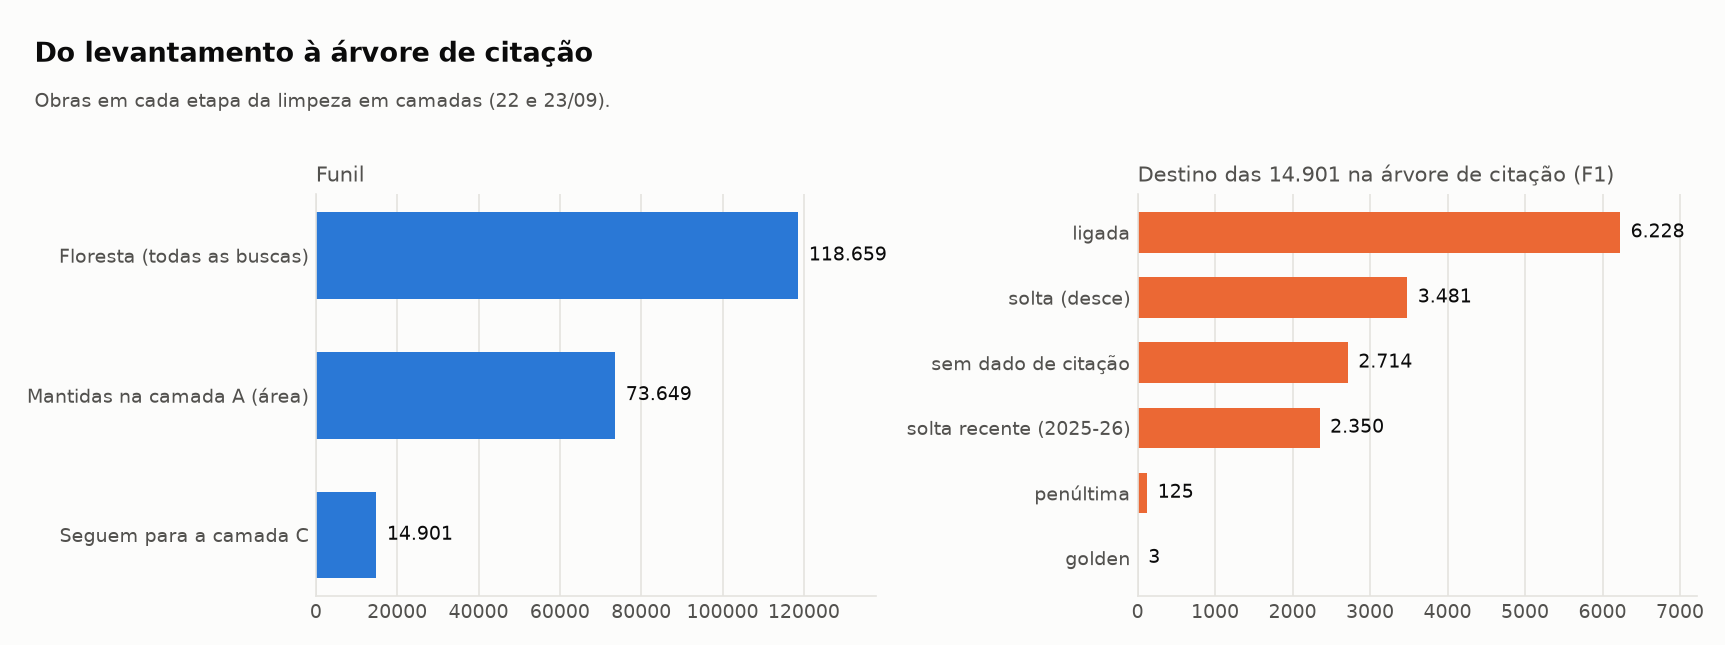 Do levantamento à árvore de citação
Obras em cada etapa da limpeza em camadas (22 e 23/09).
Funil
Floresta (todas as buscas)
118.659
Mantidas na camada A (área)
73.649
Seguem para a camada C
14.901
0 20000 40000 60000 80000 100000 120000
Destino das 14.901 na árvore de citação (F1)
ligada
6.228
solta (desce)
3.481
sem dado de citação
2.714
solta recente (2025-26)
2.350
penúltima
125
golden
3
0 1000 2000 3000 4000 5000 6000 7000